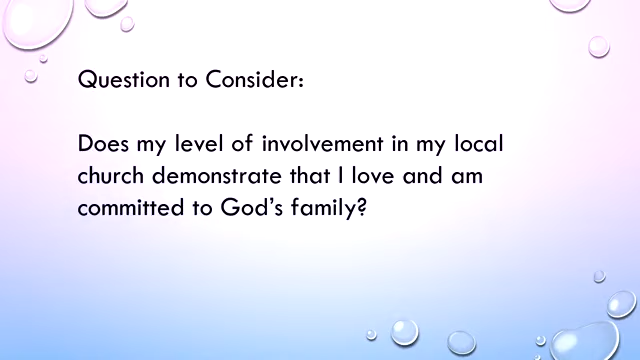 Question to Consider:
Does my level of involvement in my local
church demonstrate that I love and am
committed to God’s family?